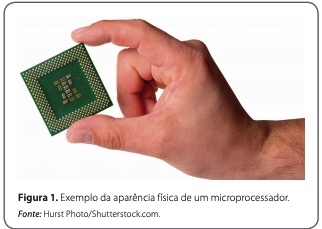 Figura 1. Exemplo da aparência física de um microprocessador.
Fonte: Hurst Photo/Shutterstock.com.